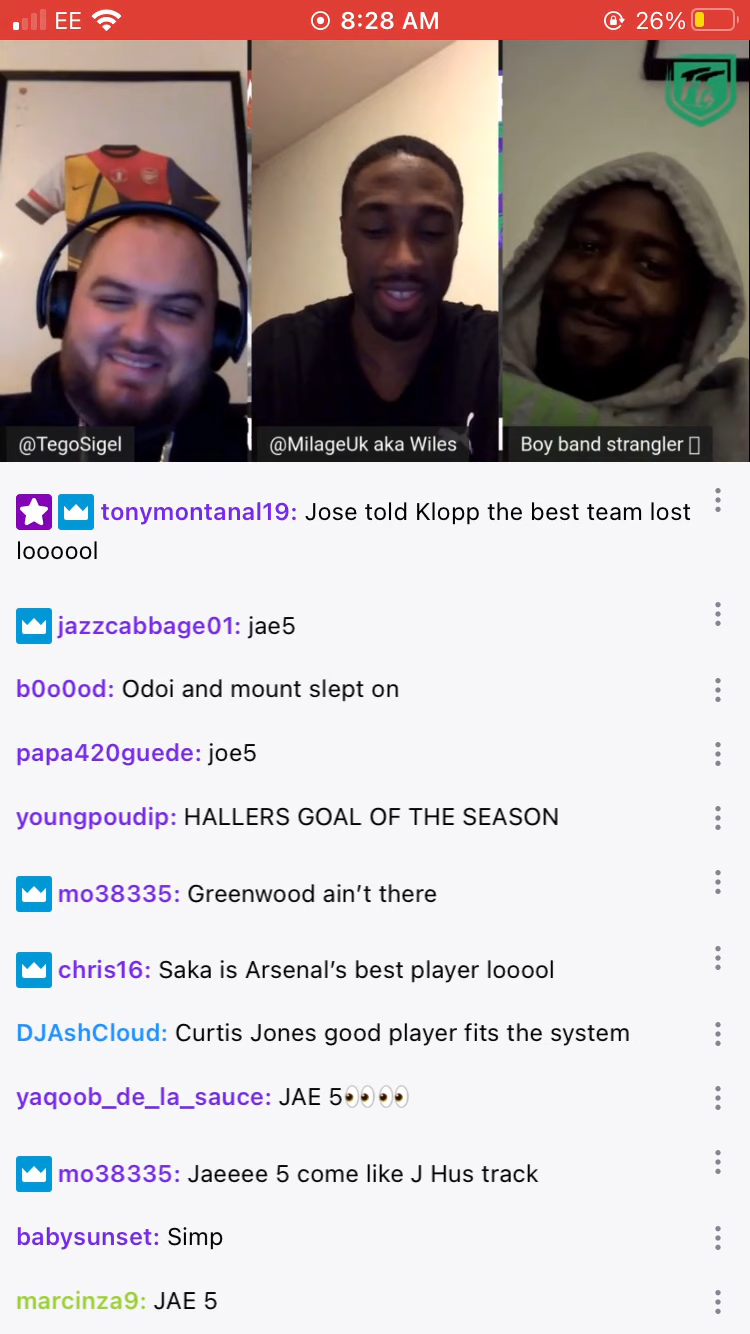 EE 8:28 AM 26%
@TegoSigel
@MilageUk aka Wiles
Boy band strangler
tonymontanal19: Jose told Klopp the best team lost
loooool
jazzcabbage01: jae5
b0o0od: Odoi and mount slept on
papa420guede: joe5
youngpoudip: HALLERS GOAL OF THE SEASON
mo38335: Greenwood ain’t there
chris16: Saka is Arsenal’s best player looool
DJAshCloud: Curtis Jones good player fits the system
yaqoob_de_la_sauce: JAE 5👀👀
mo38335: Jaeeee 5 come like J Hus track
babysunset: Simp
marcinza9: JAE 5